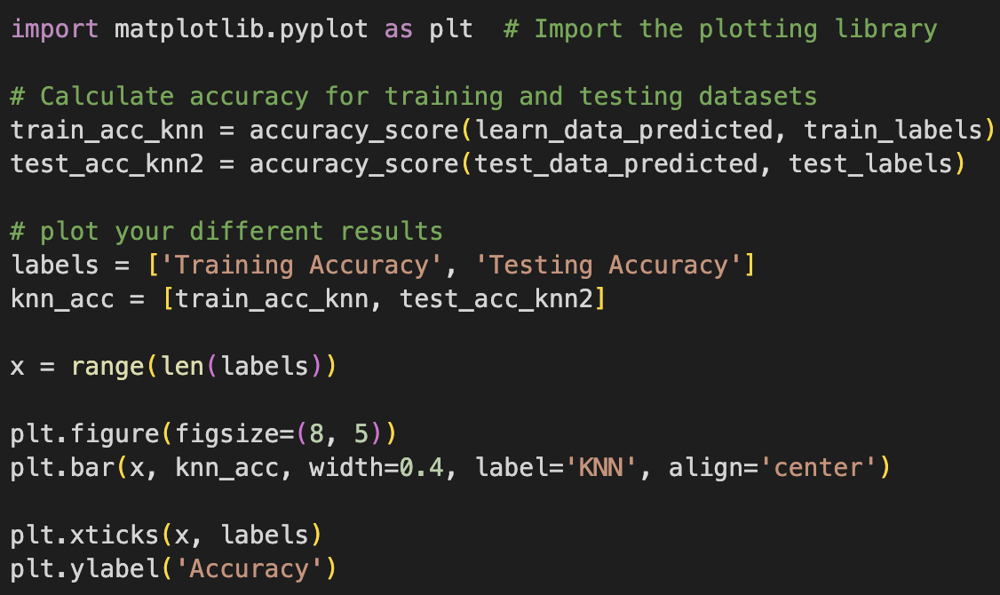 import matplotlib.pyplot as plt  # Import the plotting library
# Calculate accuracy for training and testing datasets
train_acc_knn = accuracy_score(learn_data_predicted, train_labels)
test_acc_knn2 = accuracy_score(test_data_predicted, test_labels)
# plot your different results
labels = ['Training Accuracy', 'Testing Accuracy']
knn_acc = [train_acc_knn, test_acc_knn2]
x = range(len(labels))
plt.figure(figsize=(8, 5))
plt.bar(x, knn_acc, width=0.4, label='KNN', align='center')
plt.xticks(x, labels)
plt.ylabel('Accuracy')